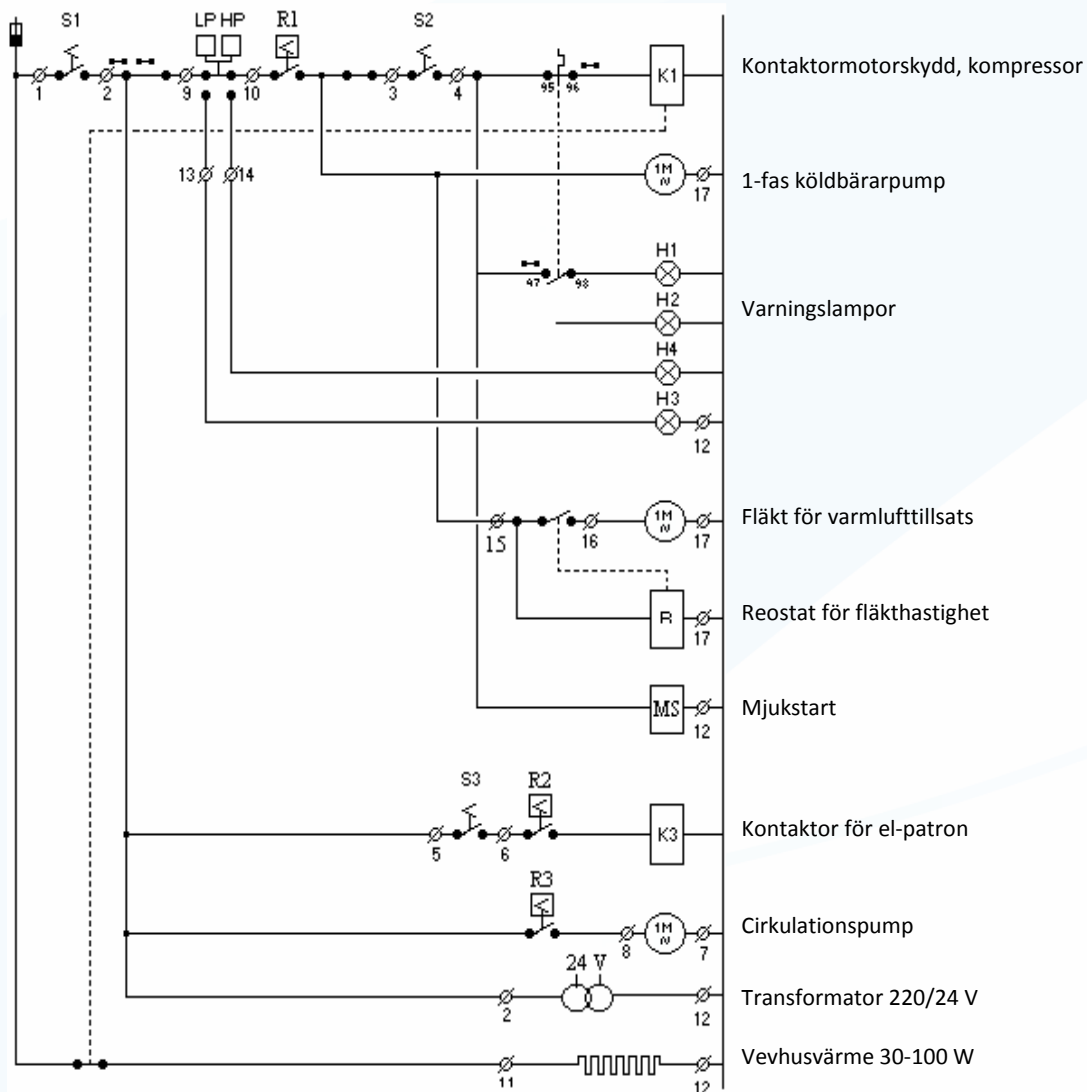 S1
LP HP
R1
S2
K1
Kontaktormotorskydd, kompressor
1
2
9
10
3
4
95
96
13
14
1M
N
17
1-fas köldbärarpump
H1
97
98
H2
Varningslampor
H4
H3
12
15
16
1M
N
17
Fläkt för varmlufttillsats
R
17
Reostat för fläkthastighet
MS
12
Mjukstart
S3
R2
5
6
K3
Kontaktor för el-patron
R3
8
1M
N
7
Cirkulationspump
24 V
2
12
Transformator 220/24 V
11
12
Vevhusvärme 30-100 W